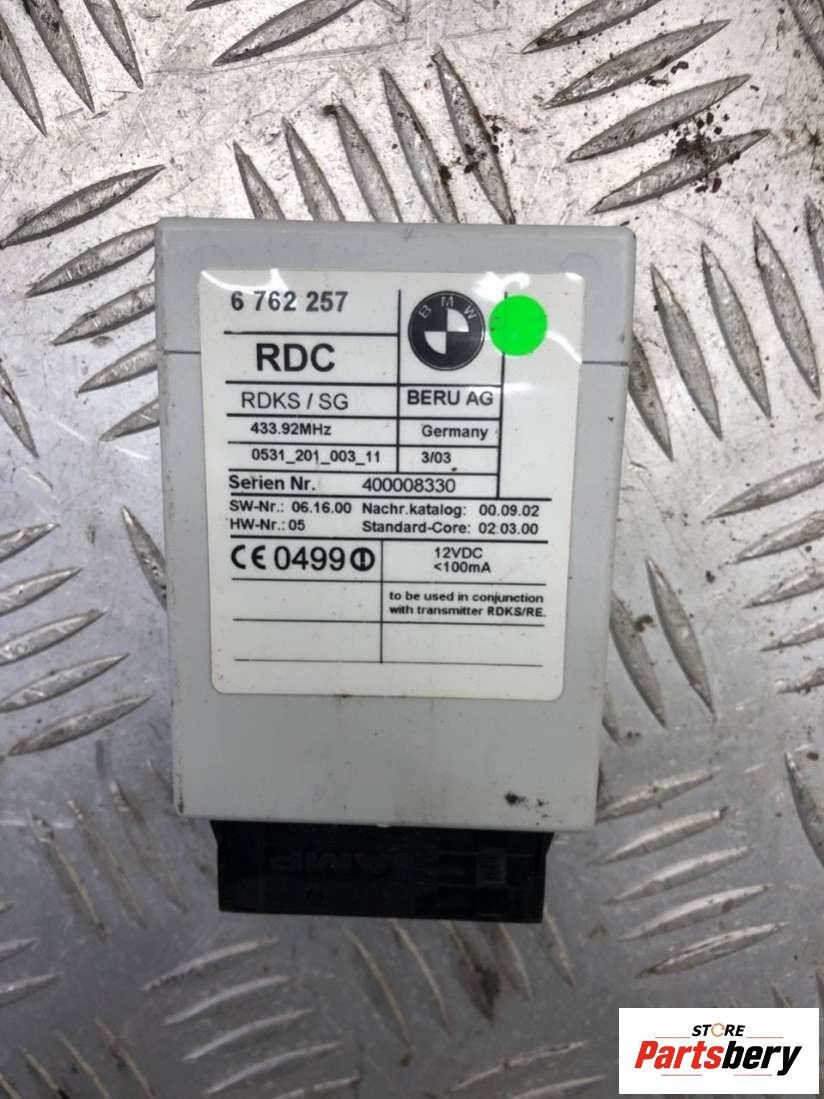 6 762 257
BMW
RDC
RDKS / SG
BERU AG
433.92MHz
Germany
0531_201_003_11
3/03
Serien Nr. 400008330
SW-Nr.: 06.16.00 Nachr.katalog: 00.09.02
HW-Nr.: 05 Standard-Core: 02.03.00
CE 0499
12VDC
<100mA
to be used in conjunction
with transmitter RDKS/RE.
AMP
STORE
Partsbery